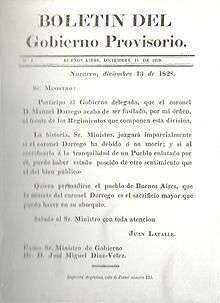 BOLETIN DEL
Gobierno Provisorio.
N.° 4 BUENOS AIRES, DICIEMBRE 15 DE 1828
Navarro, diciembre 13 de 1828.
Sr. Ministro:
Participo al Gobierno delegado, que el coronel
D. Manuel Dorrego acaba de ser fusilado, por mi órden,
al frente de los Regimientos que componen esta division.
La historia, Sr. Ministro, juzgará imparcialmente
si el coronel Dorrego ha debido ó no morir; y si al
sacrificarlo á la tranquilidad de un Pueblo enlutado por
él, puedo haber estado poseido de otro sentimiento que
el del bien público.
Quiera persuadirse el pueblo de Buenos Aires, que
la muerte del coronel Dorrego es el sacrificio mayor que
puedo hacer en su obsequio.
Saludo al Sr. Ministro con toda atencion
Juan Lavalle.
Exmo Sr. Ministro de Gobierno
Dr. D. José Miguel Diaz-Velez.
Imprenta Argentina, calle